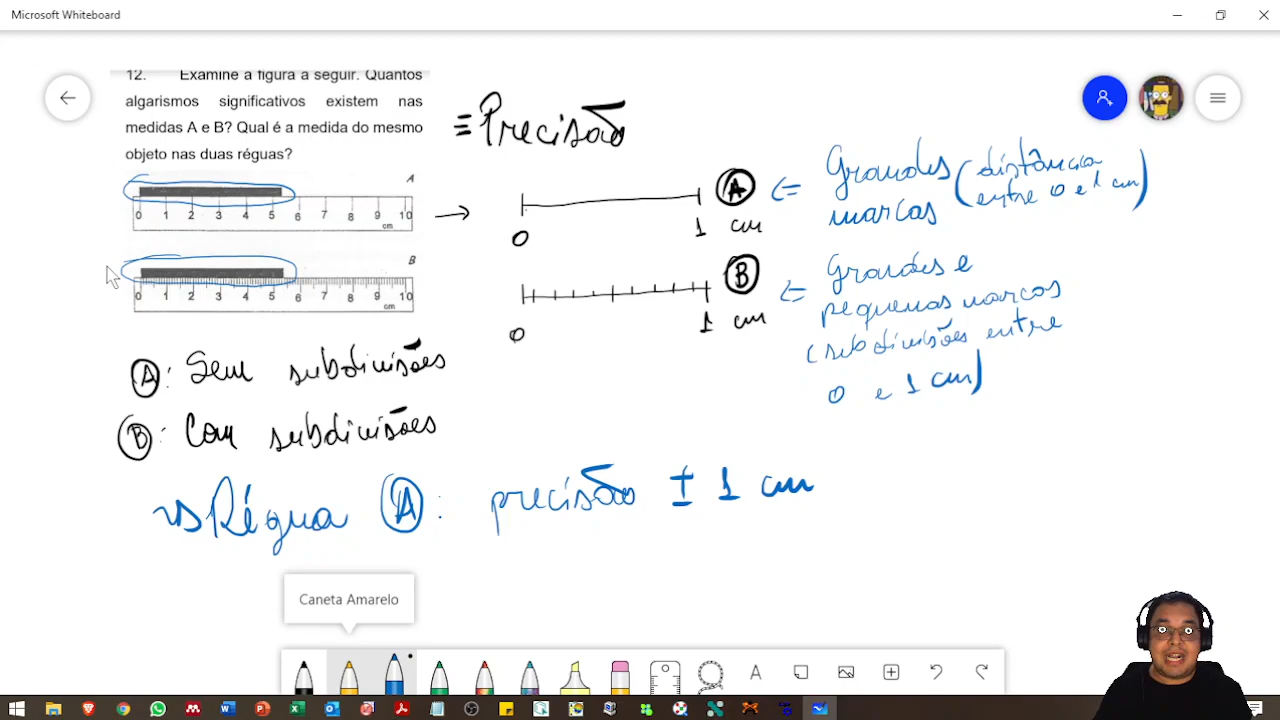 Microsoft Whiteboard
12. Examine a figura a seguir. Quantos
algarismos significativos existem nas
medidas A e B? Qual é a medida do mesmo
objeto nas duas réguas?
A
0 1 2 3 4 5 6 7 8 9 10
cm
B
0 1 2 3 4 5 6 7 8 9 10
cm
≡ Precisão
A
0 1 cm
⇐ Grandes marcas (distância entre 0 e 1 cm)
B
0 1 cm
⇐ Grandes e
pequenas marcas
(subdivisões entre
0 e 1 cm)
A: Sem subdivisões
B: Com subdivisões
Régua A: precisão ± 1 cm
Caneta Amarelo
A